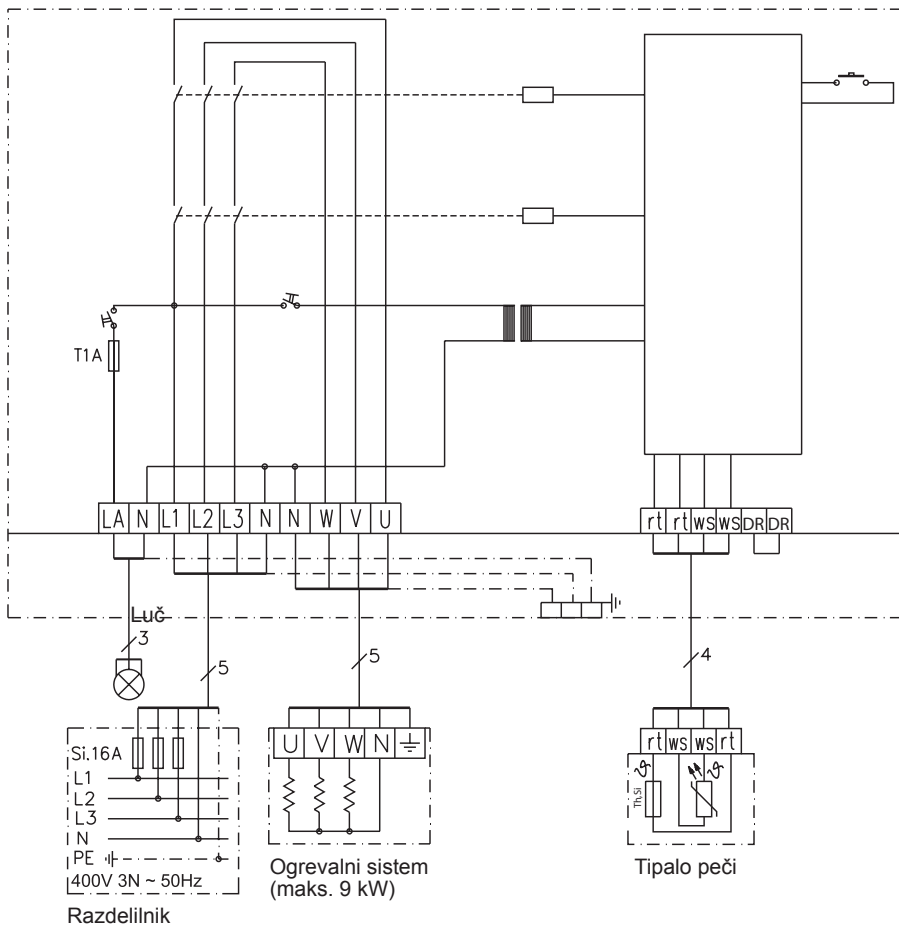 T1A
LA N L1 L2 L3 N N W V U
rt rt ws ws DR DR
Luč
3
5
5
4
Si.16A
L1
L2
L3
N
PE
400V 3N ~ 50Hz
Razdelilnik
U V W N
Ogrevalni sistem
(maks. 9 kW)
rt ws ws rt
Th,Si
ϑ
ϑ
Tipalo peči